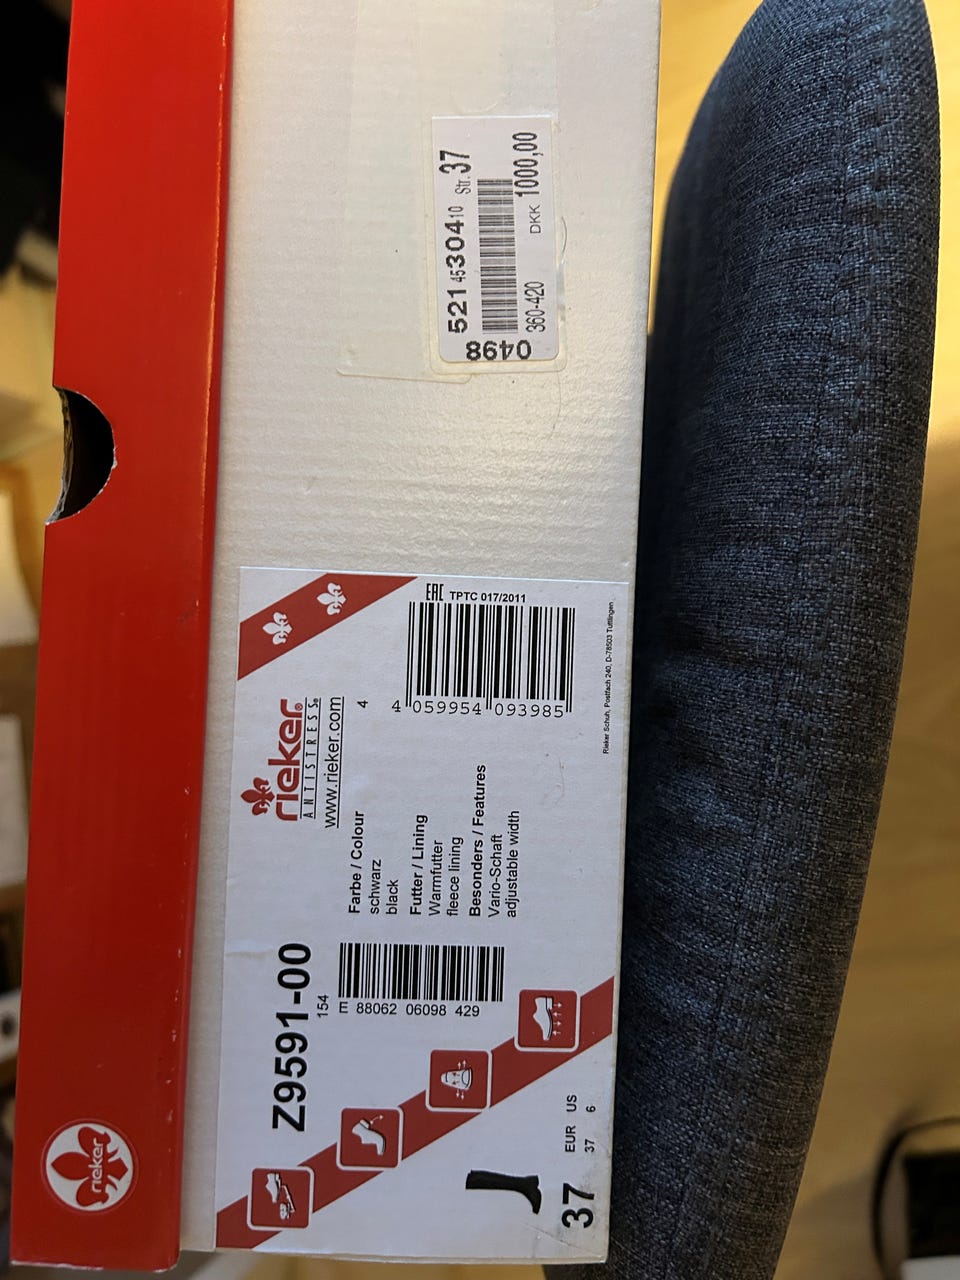 521 45 304 10 Str. 37
360-420 DKK 1000,00
0498
rieker
ANTISTRESS®
www.rieker.com
4
EAC TPTC 017/2011
4 059954 093985
Rieker Schuh, Postfach 240, D-78503 Tuttlingen
Farbe / Colour
schwarz
black
Futter / Lining
Warmfutter
fleece lining
Besonders / Features
Vario-Schaft
adjustable width
Z9591-00
154
E 88062 06098 429
37
EUR US
37 6
rieker